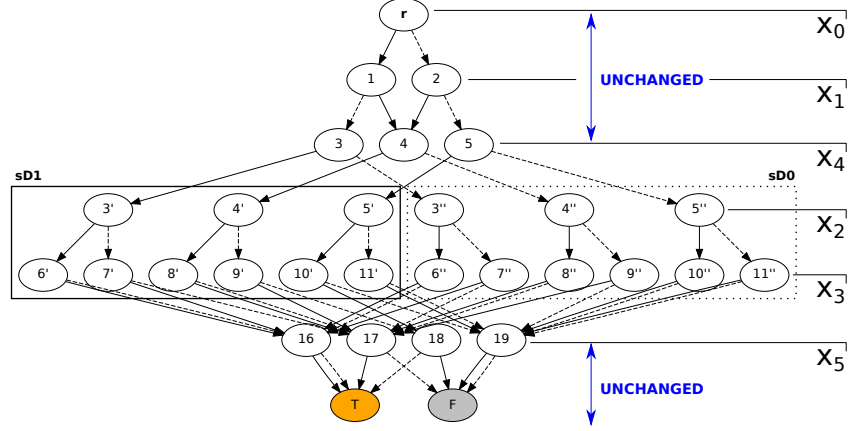 r
X0
1 2 UNCHANGED
X1
3 4 5
X4
sD1 sD0
3' 4' 5' 3'' 4'' 5''
X2
6' 7' 8' 9' 10' 11' 6'' 7'' 8'' 9'' 10'' 11''
X3
16 17 18 19
X5
UNCHANGED
T F